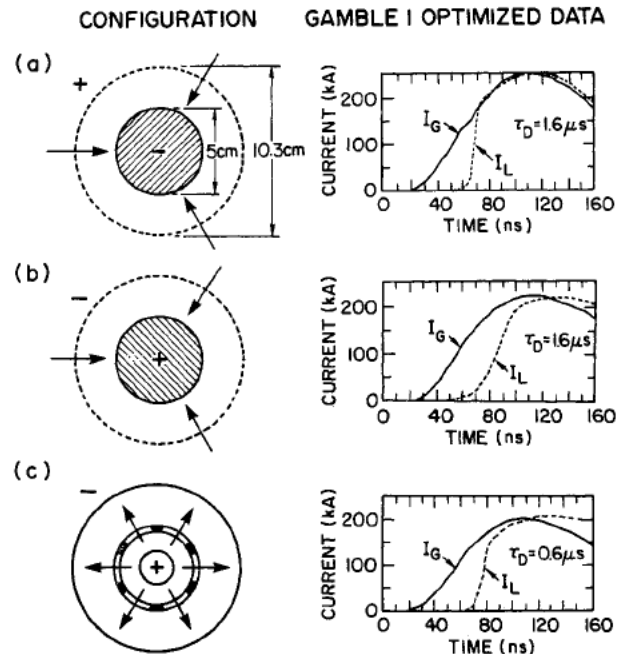 CONFIGURATION
GAMBLE I OPTIMIZED DATA
(a)
+
-
5cm
10.3cm
CURRENT (kA)
200
100
0
I_G
I_L
τ_D=1.6μs
0 40 80 120 160
TIME (ns)
(b)
-
+
CURRENT (kA)
200
100
0
I_G
I_L
τ_D=1.6μs
0 40 80 120 160
TIME (ns)
(c)
-
+
CURRENT (kA)
200
100
0
I_G
I_L
τ_D=0.6μs
0 40 80 120 160
TIME (ns)